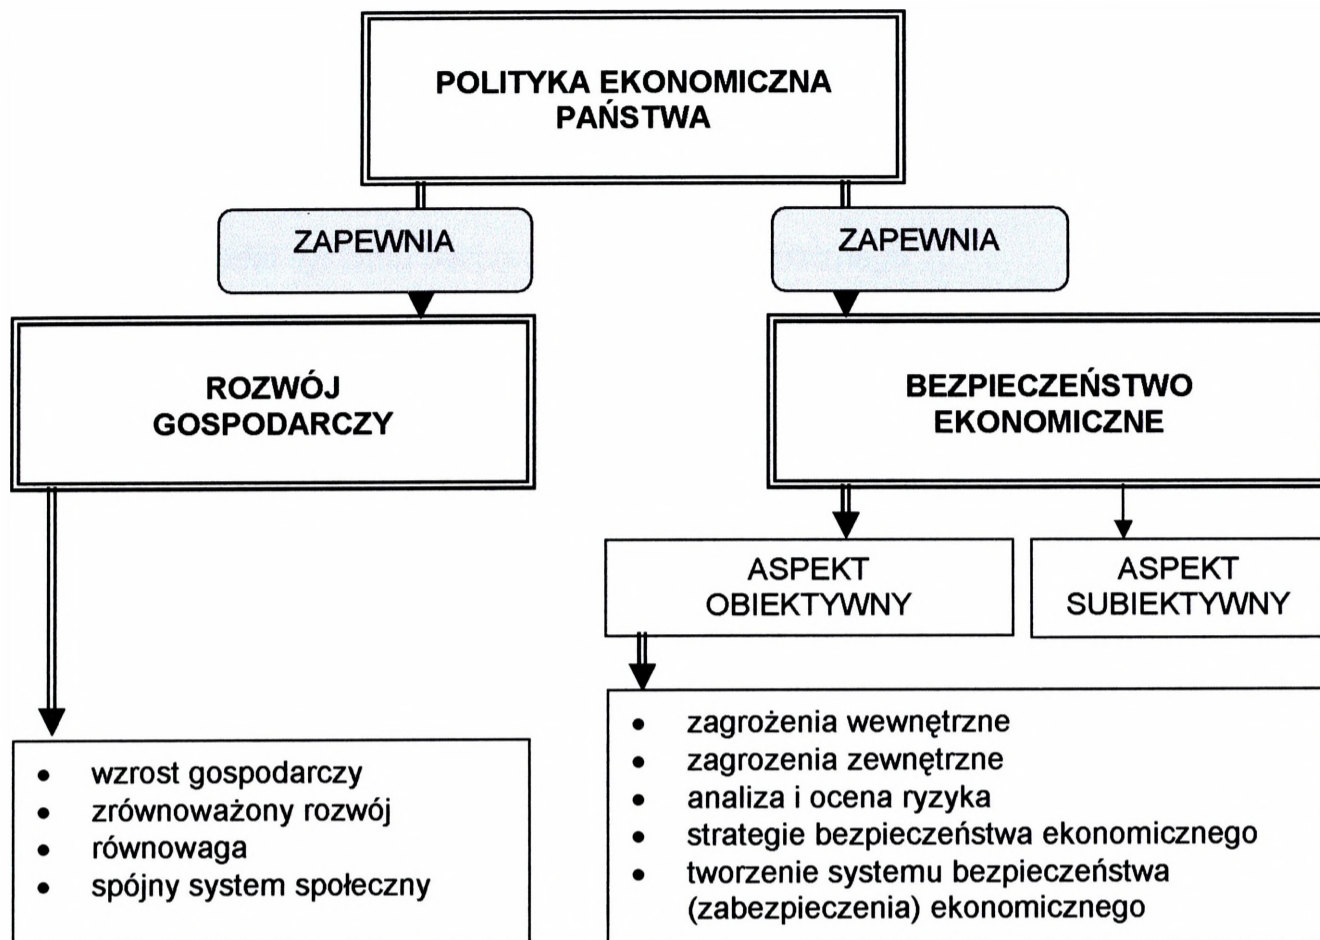 POLITYKA EKONOMICZNA
PAŃSTWA
ZAPEWNIA
ZAPEWNIA
ROZWÓJ
GOSPODARCZY
BEZPIECZEŃSTWO
EKONOMICZNE
ASPEKT
OBIEKTYWNY
ASPEKT
SUBIEKTYWNY
• wzrost gospodarczy
• zrównoważony rozwój
• równowaga
• spójny system społeczny
• zagrożenia wewnętrzne
• zagrozenia zewnętrzne
• analiza i ocena ryzyka
• strategie bezpieczeństwa ekonomicznego
• tworzenie systemu bezpieczeństwa
(zabezpieczenia) ekonomicznego